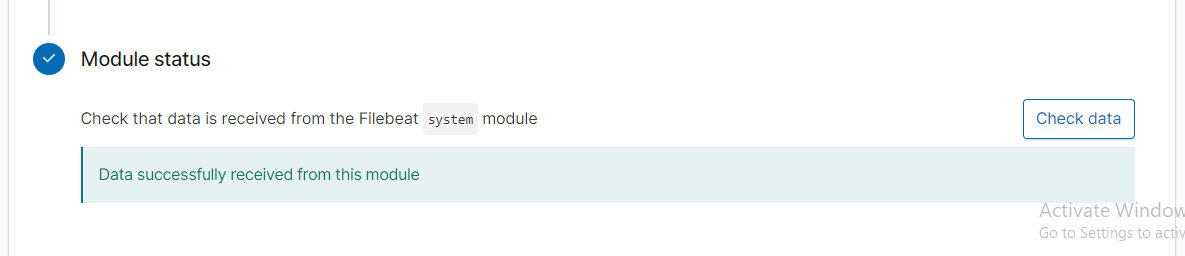 Module status
Check that data is received from the Filebeat system module
Check data
Data successfully received from this module
Activate Window
Go to Settings to activ